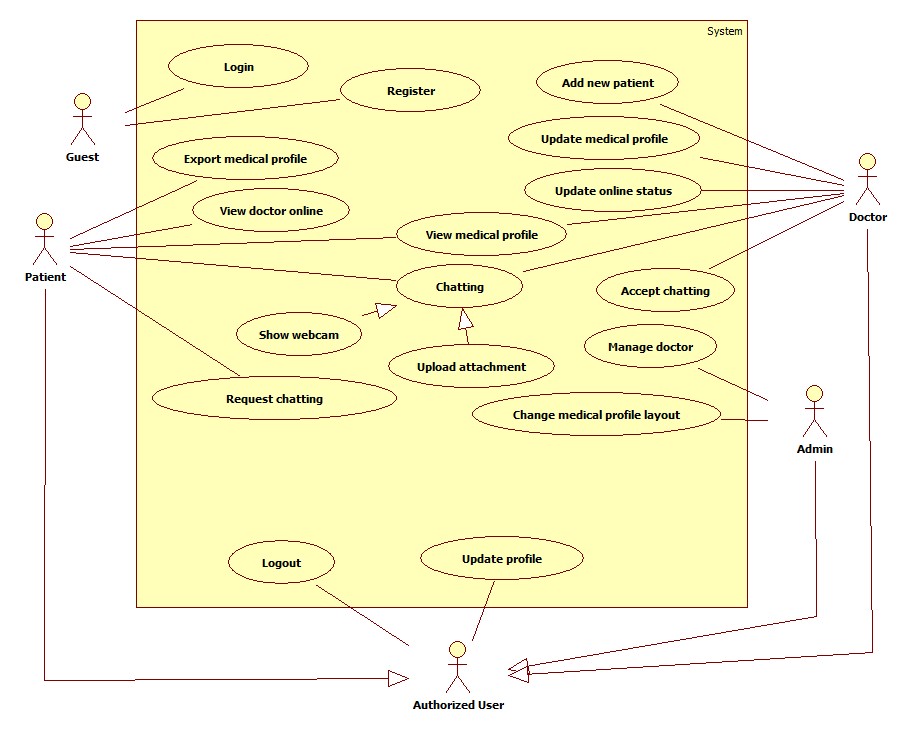 System
Login
Register
Add new patient
Guest
Export medical profile
Update medical profile
Update online status
View doctor online
Doctor
Patient
View medical profile
Chatting
Accept chatting
Show webcam
Manage doctor
Upload attachment
Request chatting
Change medical profile layout
Admin
Logout
Update profile
Authorized User